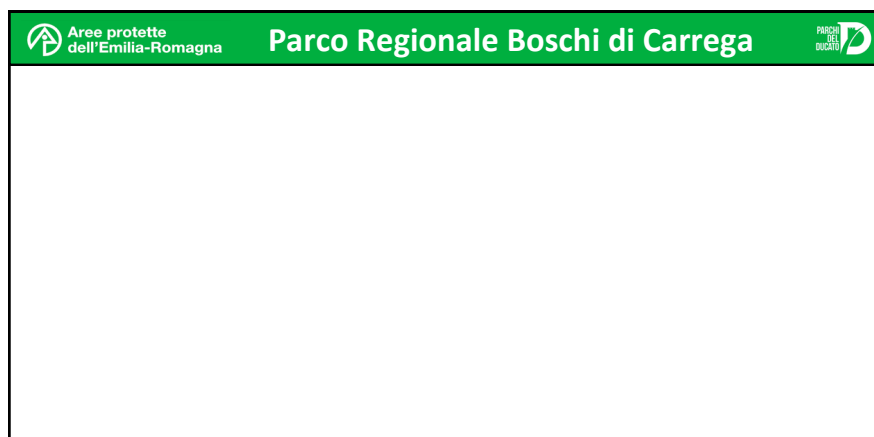 Aree protette
dell'Emilia-Romagna
Parco Regionale Boschi di Carrega
PARCHI
DEL
DUCATO